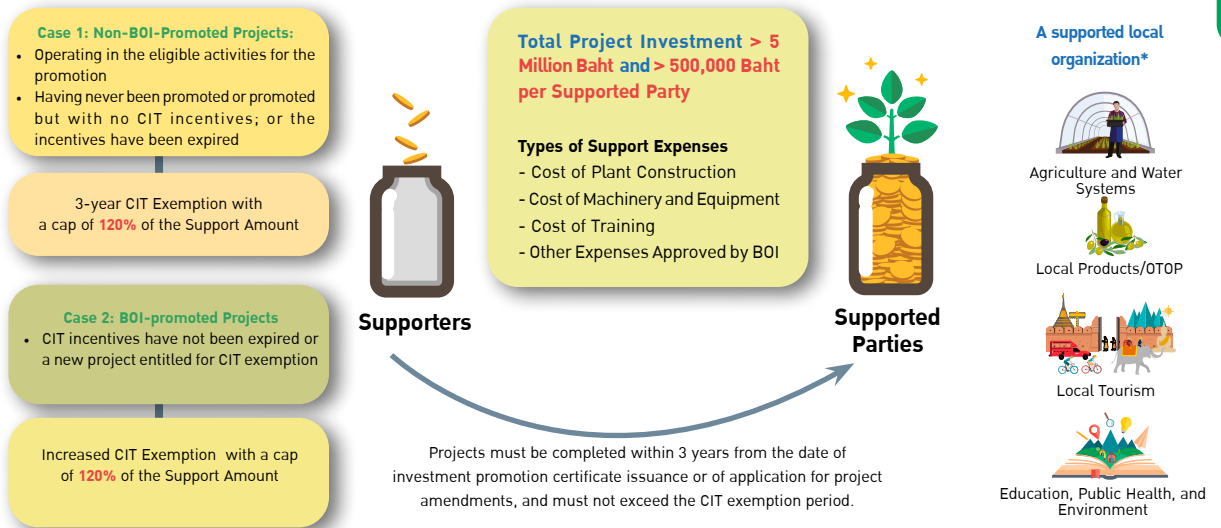 Case 1: Non-BOI-Promoted Projects:
• Operating in the eligible activities for the
promotion
• Having never been promoted or promoted
but with no CIT incentives; or the
incentives have been expired
3-year CIT Exemption with
a cap of 120% of the Support Amount
Case 2: BOI-promoted Projects
• CIT incentives have not been expired or
a new project entitled for CIT exemption
Increased CIT Exemption with a cap
of 120% of the Support Amount
Supporters
Total Project Investment > 5
Million Baht and > 500,000 Baht
per Supported Party
Types of Support Expenses
- Cost of Plant Construction
- Cost of Machinery and Equipment
- Cost of Training
- Other Expenses Approved by BOI
Supported
Parties
Projects must be completed within 3 years from the date of
investment promotion certificate issuance or of application for project
amendments, and must not exceed the CIT exemption period.
A supported local
organization*
Agriculture and Water
Systems
Local Products/OTOP
Local Tourism
Education, Public Health, and
Environment